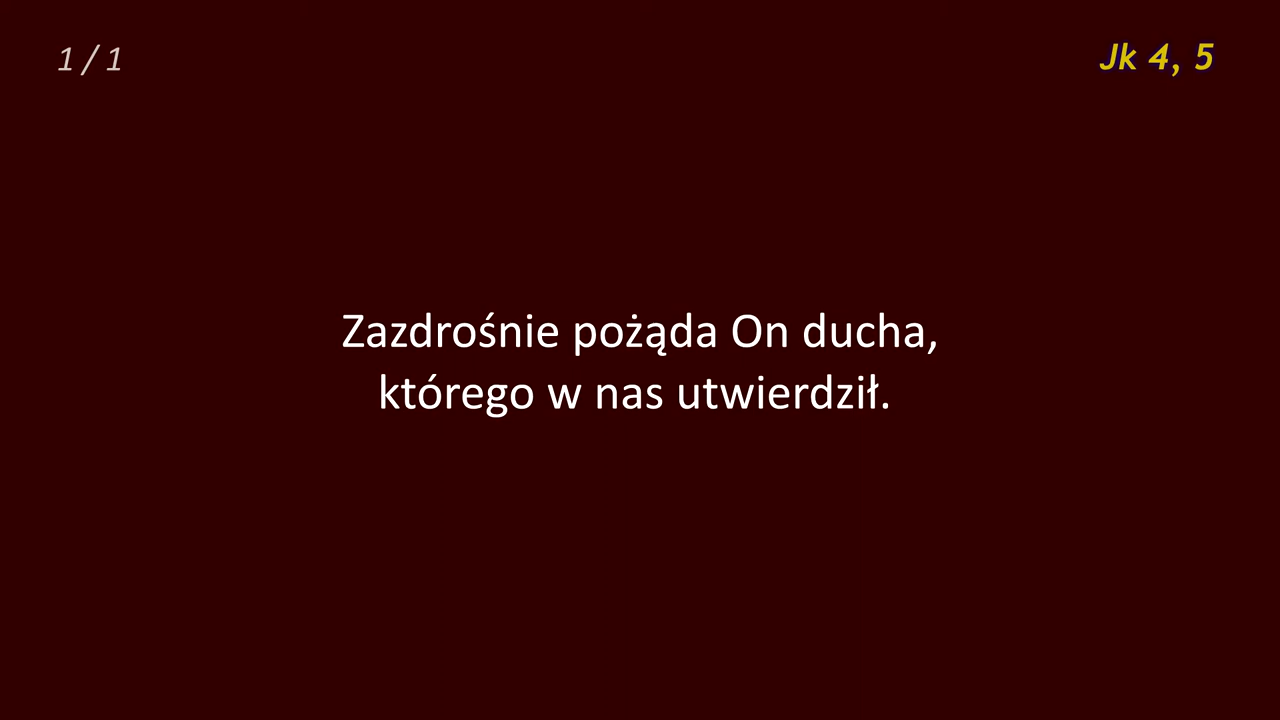 1 / 1
Jk 4, 5
Zazdrośnie pożąda On ducha,
którego w nas utwierdził.